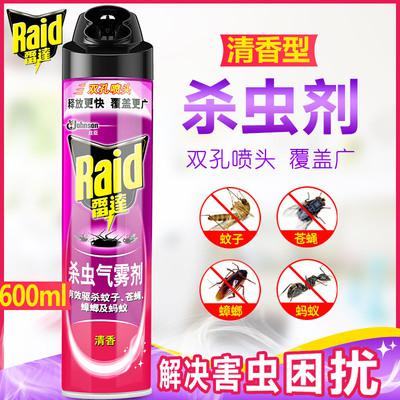 Raid
雷達
清香型
杀虫剂
双孔喷头 覆盖广
双孔喷头
释放更快 覆盖更广
Johnson
庄臣
Raid
雷達
杀虫气雾剂
有效驱杀蚊子、苍蝇、
蟑螂及蚂蚁
清香
600ml
蚊子
苍蝇
蟑螂
蚂蚁
解决害虫困扰